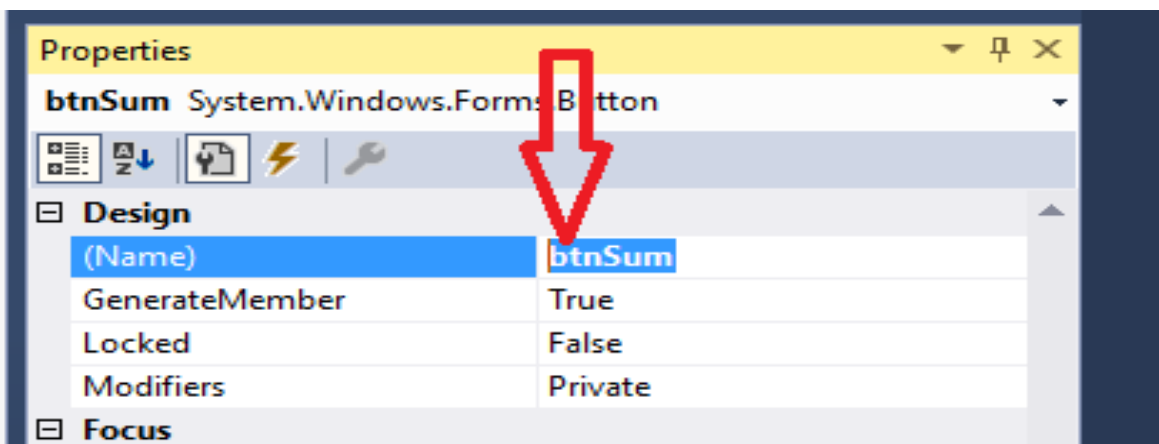 Properties
btnSum System.Windows.Forms.Button
Design
(Name) btnSum
GenerateMember True
Locked False
Modifiers Private
Focus